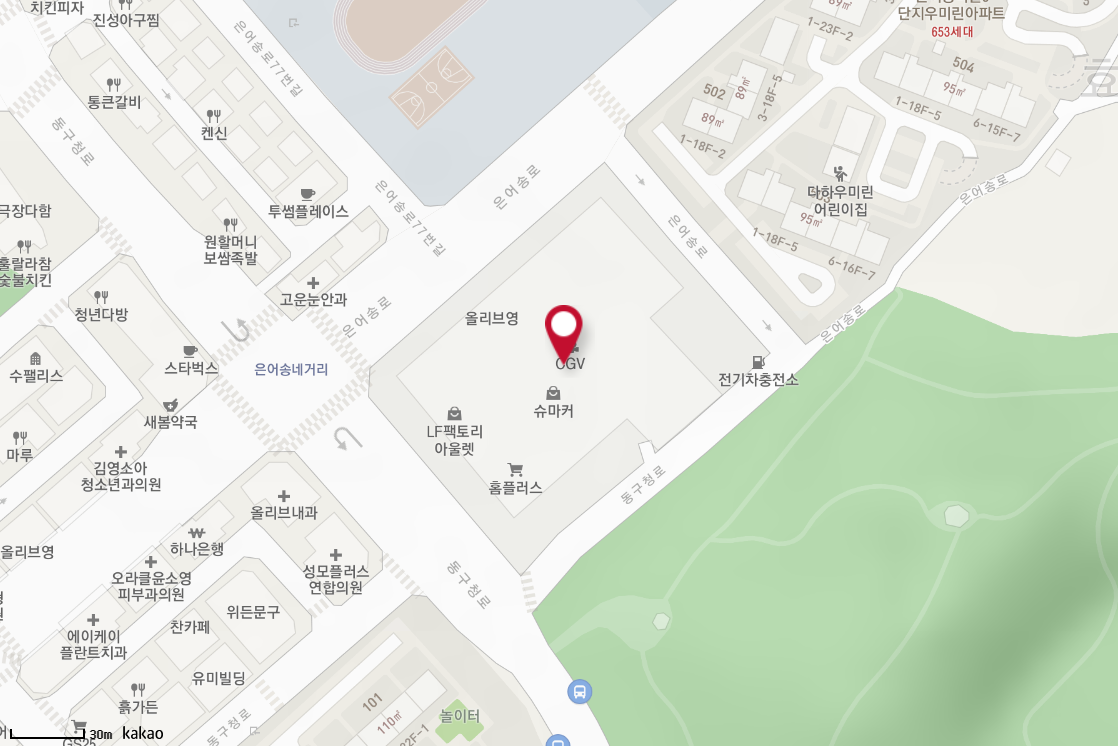 치킨피자
진성아구찜
은어송로77번길
89㎡
1-23F-2
단지우미린아파트
653세대
504
95㎡
1-18F-5
6-15F-7
502
89㎡
89㎡
3-18F-5
1-18F-2
통큰갈비
켄신
동구청로
투썸플레이스
은어송로77번길
은어송로
더하우미린
어린이집
95㎡
1-18F-5
6-16F-7
은어송로
은어송로
극장다함
원할머니
보쌈족발
훌랄라참
숯불치킨
고운눈안과
은어송로
청년다방
올리브영
은어송로
스타벅스
은어송네거리
CGV
전기차충전소
수팰리스
슈마커
새봄약국
LF팩토리
아울렛
마루
김영소아
청소년과의원
홈플러스
동구청로
올리브내과
올리브영
하나은행
오라클윤소영
피부과의원
성모플러스
연합의원
동구청로
위든문구
찬카페
에이케이
플란트치과
유미빌딩
흙가든
101
110㎡
놀이터
동구청로
GS25
30m
kakao